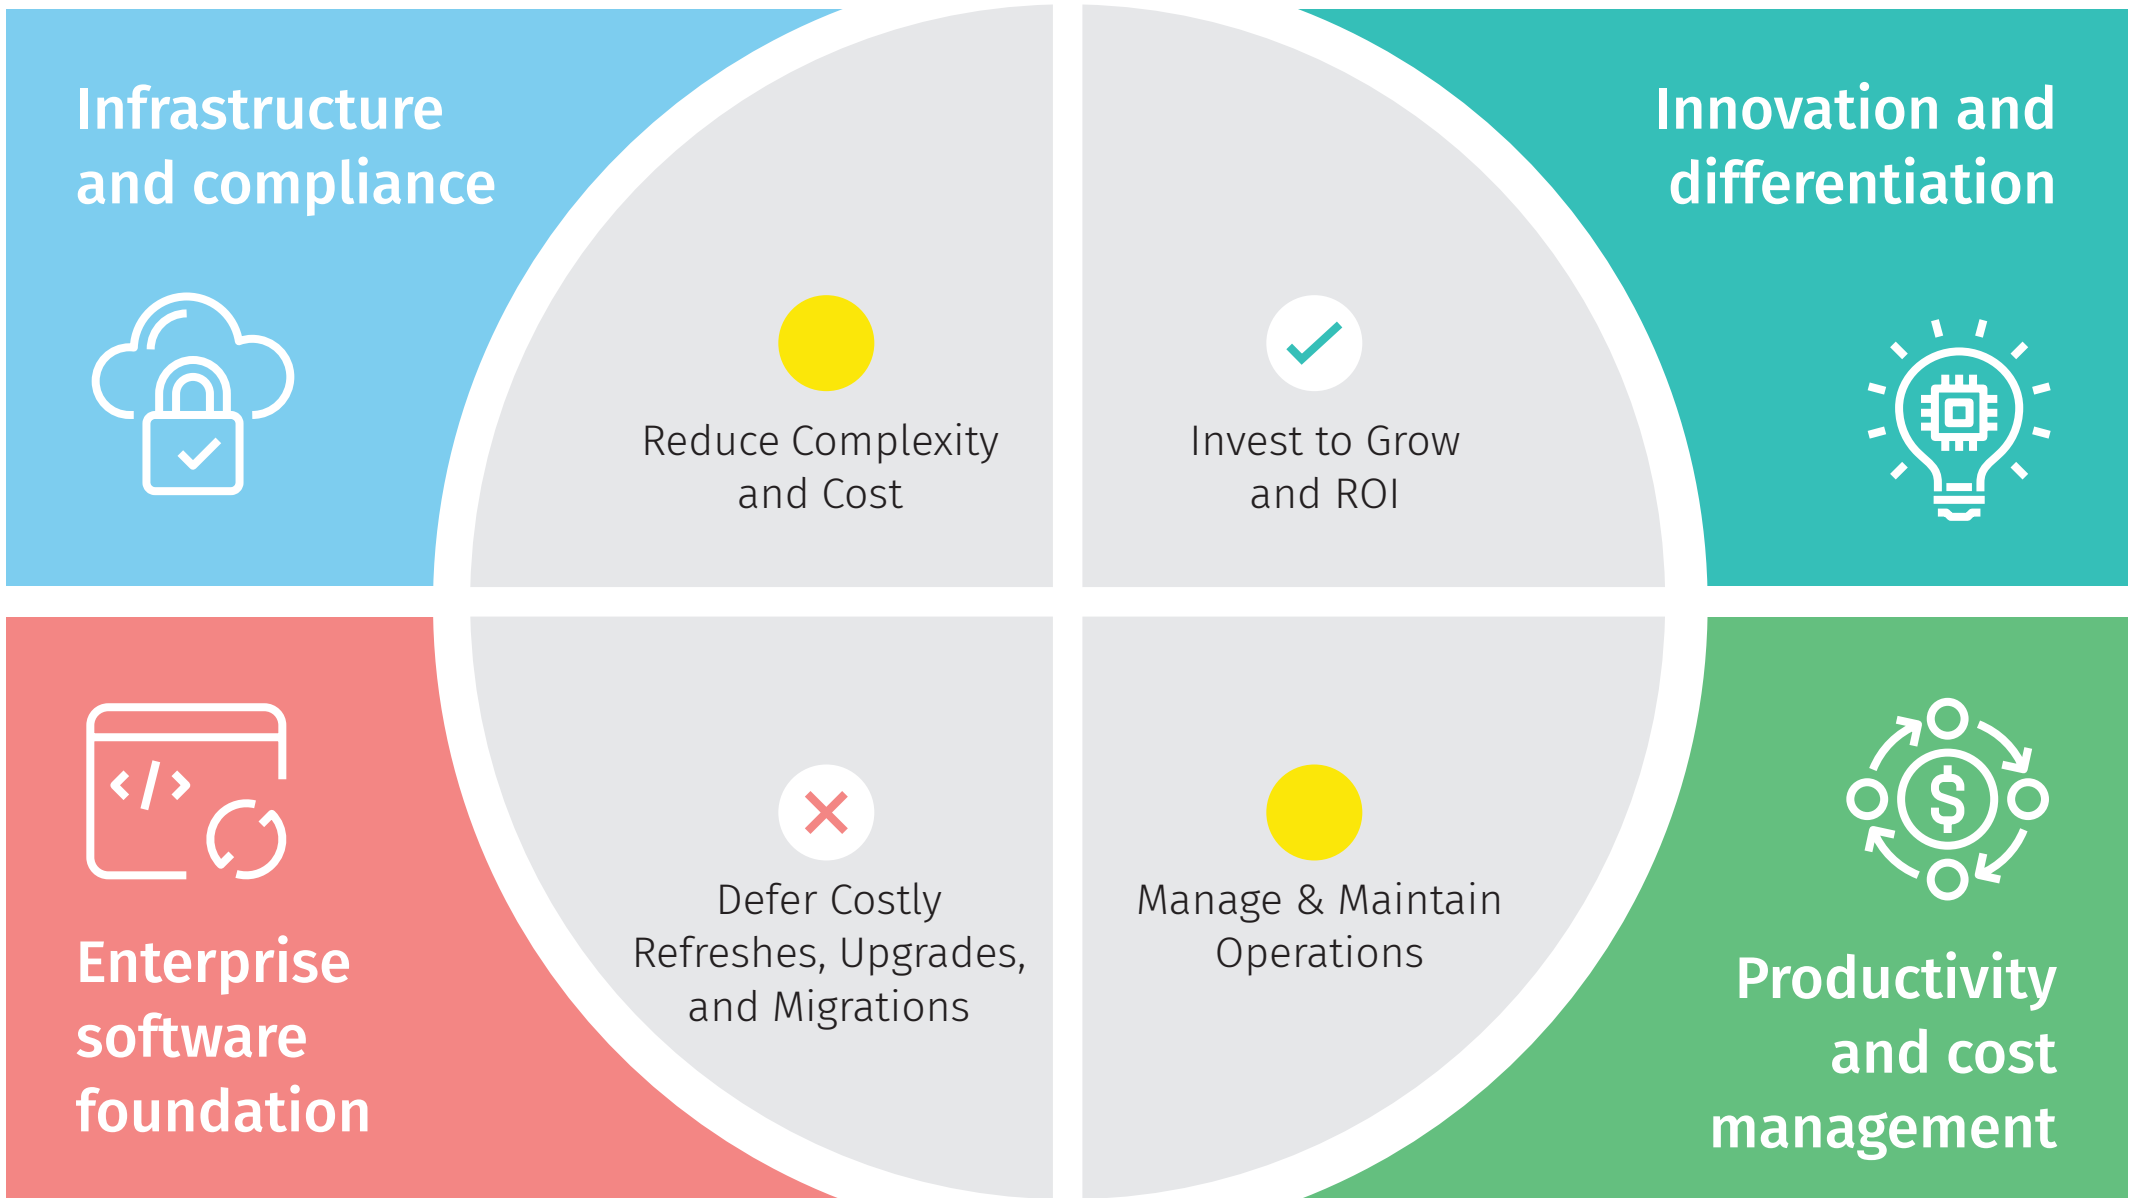 Infrastructure
and compliance
Reduce Complexity
and Cost
Invest to Grow
and ROI
Innovation and
differentiation
Enterprise
software
foundation
Defer Costly
Refreshes, Upgrades,
and Migrations
Manage & Maintain
Operations
Productivity
and cost
management